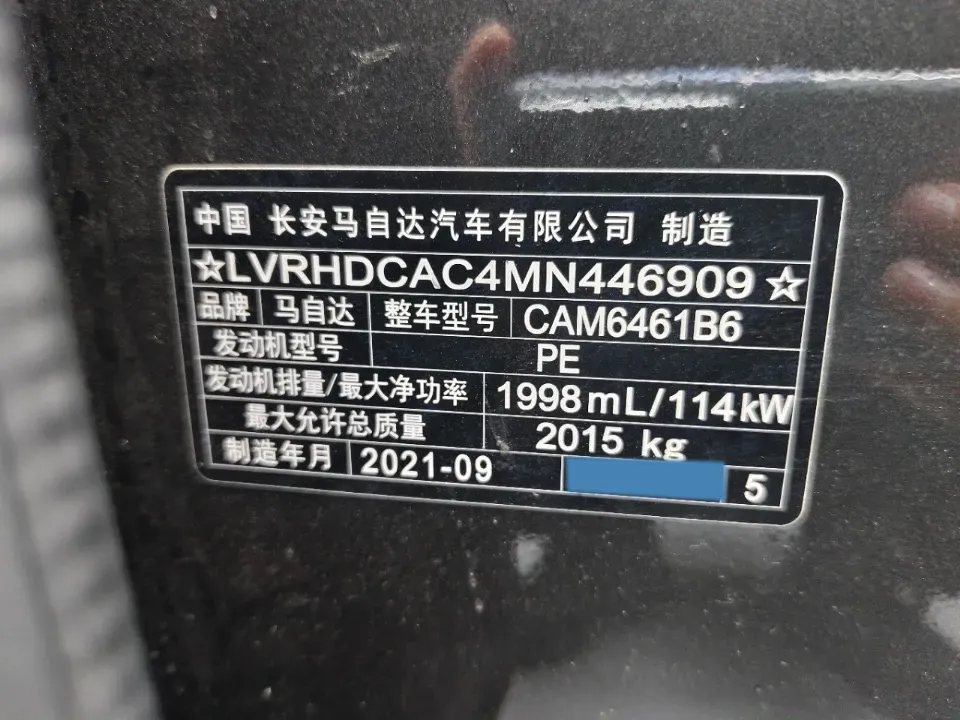 中国 长安马自达汽车有限公司 制造
☆LVRHDCAC4MN446909☆
品牌 马自达 整车型号 CAM6461B6
发动机型号 PE
发动机排量/最大净功率 1998mL/114kW
最大允许总质量 2015 kg
制造年月 2021-09 5